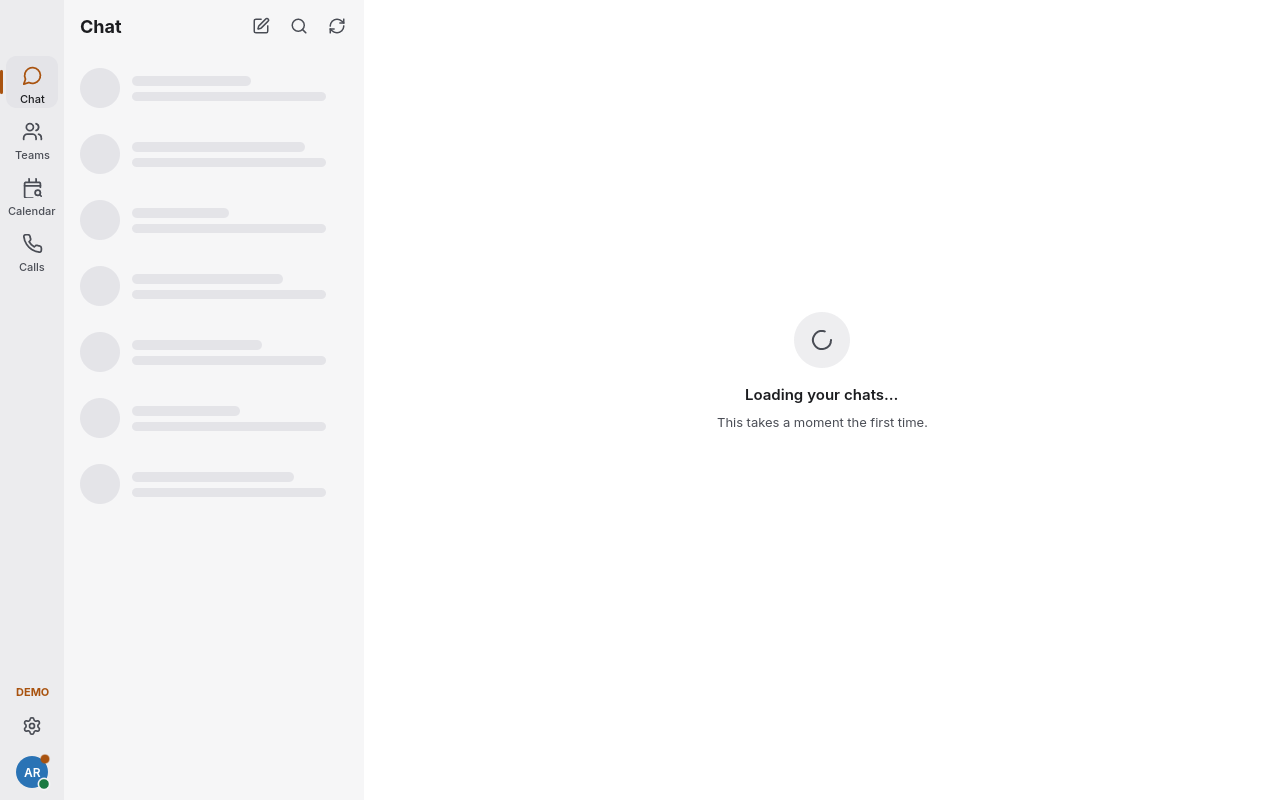 Chat
Chat
Teams
Calendar
Calls
Loading your chats...
This takes a moment the first time.
DEMO
AR